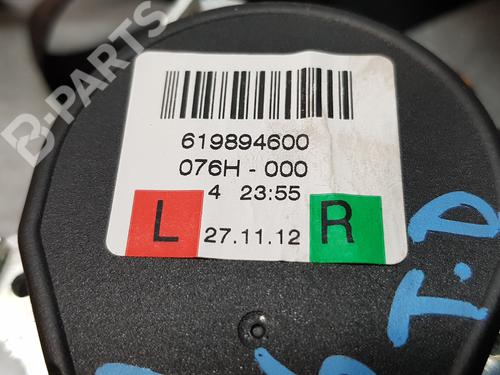 B-PARTS
619894600
076H - 000
4 23:55
L 27.11.12 R
T.D